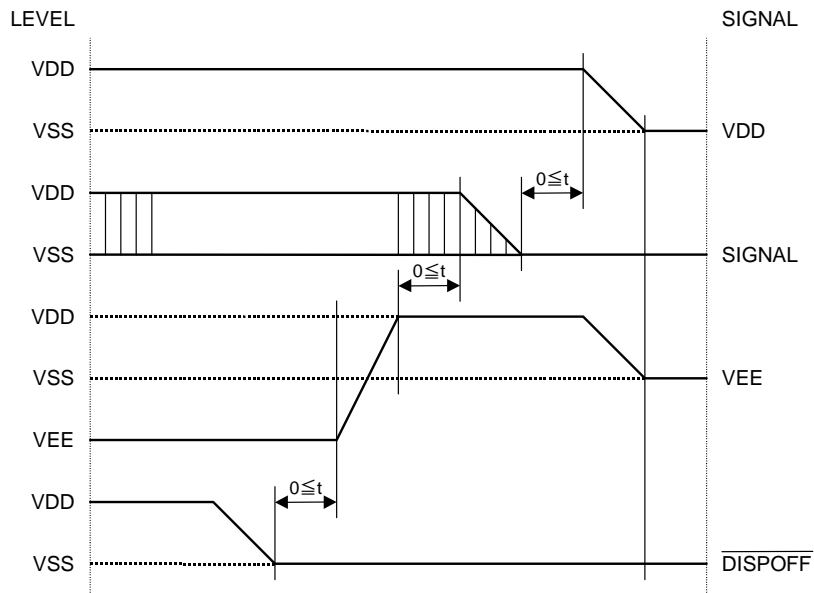 LEVEL SIGNAL
VDD
VSS VDD
0≦t
VDD
VSS SIGNAL
0≦t
VDD
VSS VEE
VEE
0≦t
VDD
VSS DISPOFF